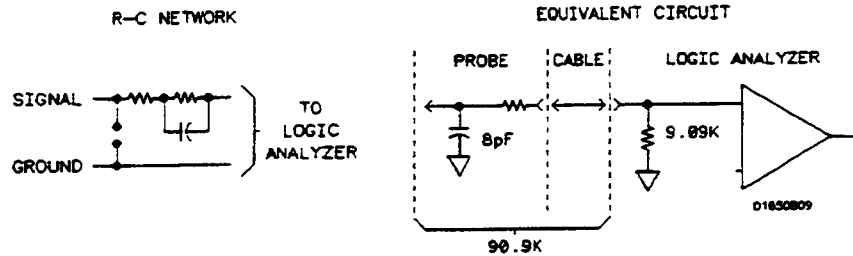 R-C NETWORK
SIGNAL
GROUND
TO
LOGIC
ANALYZER
EQUIVALENT CIRCUIT
PROBE
CABLE
LOGIC ANALYZER
8pF
9.09K
D1650B09
90.9K